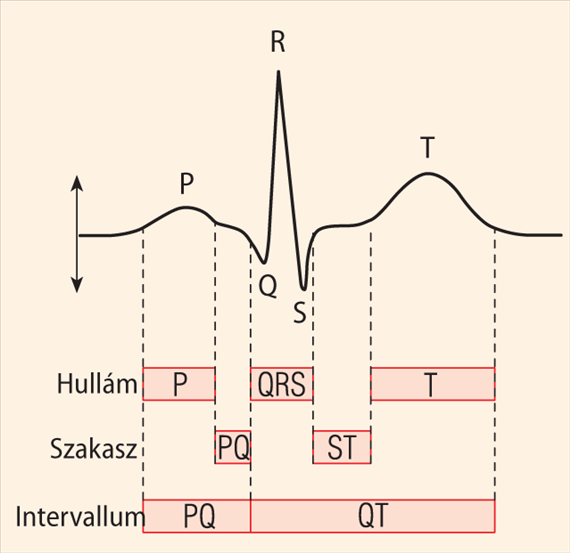 R
T
P
Q
S
Hullám P QRS T
Szakasz PQ ST
Intervallum PQ QT